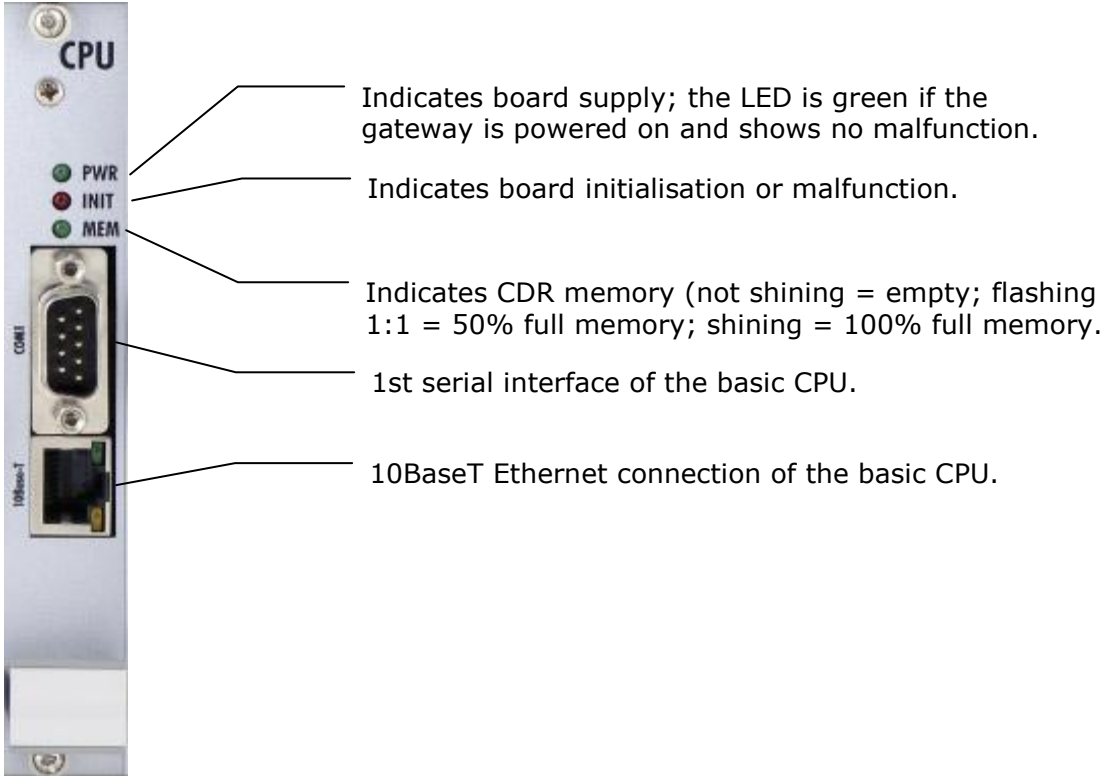 CPU
Indicates board supply; the LED is green if the
gateway is powered on and shows no malfunction.
PWR
Indicates board initialisation or malfunction.
INIT
MEM
Indicates CDR memory (not shining = empty; flashing
1:1 = 50% full memory; shining = 100% full memory.
COM1
1st serial interface of the basic CPU.
10Base-T
10BaseT Ethernet connection of the basic CPU.